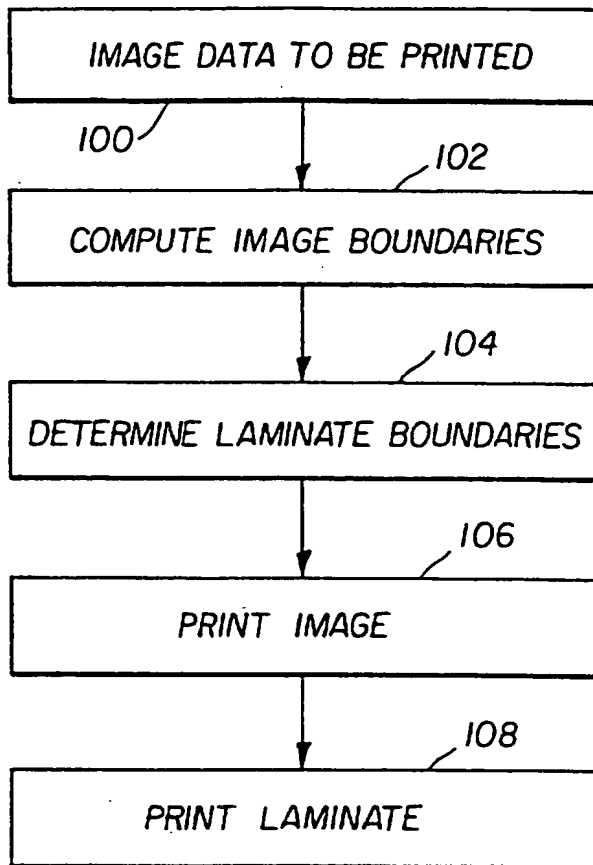 IMAGE DATA TO BE PRINTED
100
102
COMPUTE IMAGE BOUNDARIES
104
DETERMINE LAMINATE BOUNDARIES
106
PRINT IMAGE
108
PRINT LAMINATE